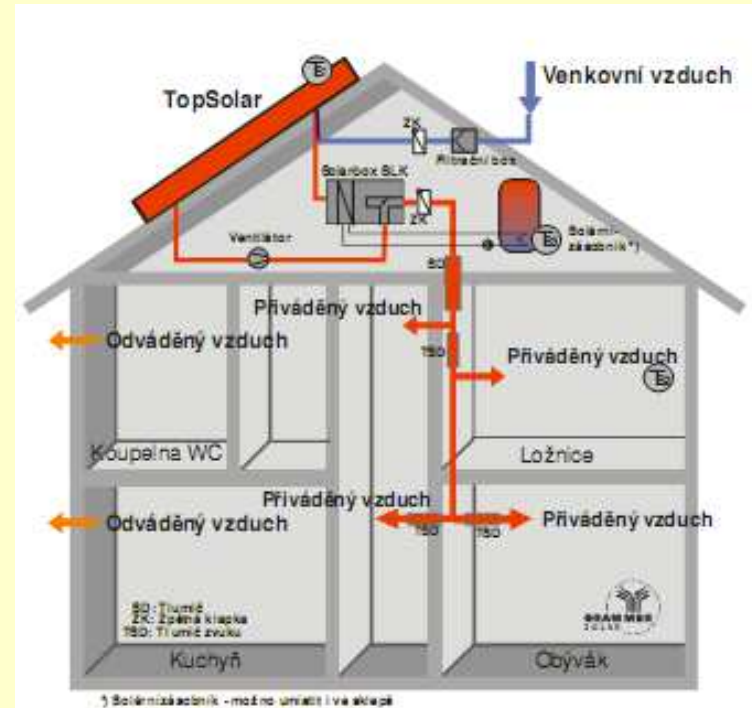 TopSolar
Venkovní vzduch
ZK
Filtrační box
Solarbox SLK
ZK
Ventilátor
Solární-
zásobník*)
SD
Přiváděný vzduch
Odváděný vzduch
TSD
Přiváděný vzduch
Koupelna WC
Ložnice
Přiváděný vzduch
Odváděný vzduch
Přiváděný vzduch
TSD
TSD
SD: Tlumič
ZK: Zpětná klapka
TSD: Tlumič zvuku
GRAMMER
SOLAR
Kuchyň
Obývák
*) Solární zásobník - možno umístit i ve sklepě